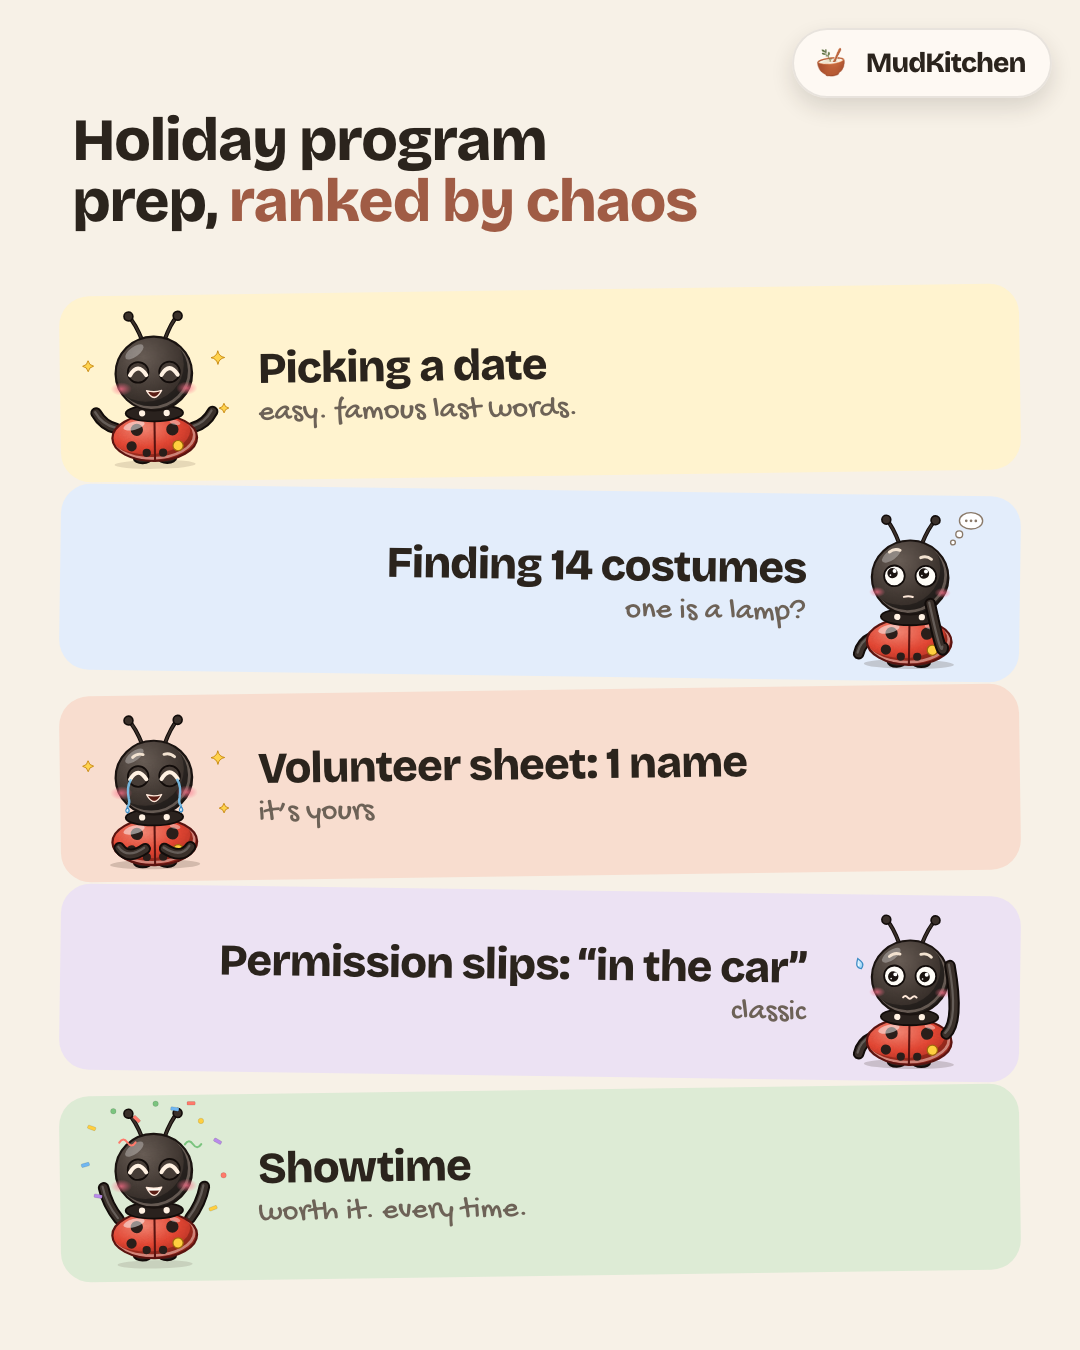 MudKitchen
Holiday program
prep, ranked by chaos
Picking a date
easy. famous last words.
Finding 14 costumes
one is a lamp?
Volunteer sheet: 1 name
it's yours
Permission slips: “in the car”
classic
Showtime
worth it. every time.